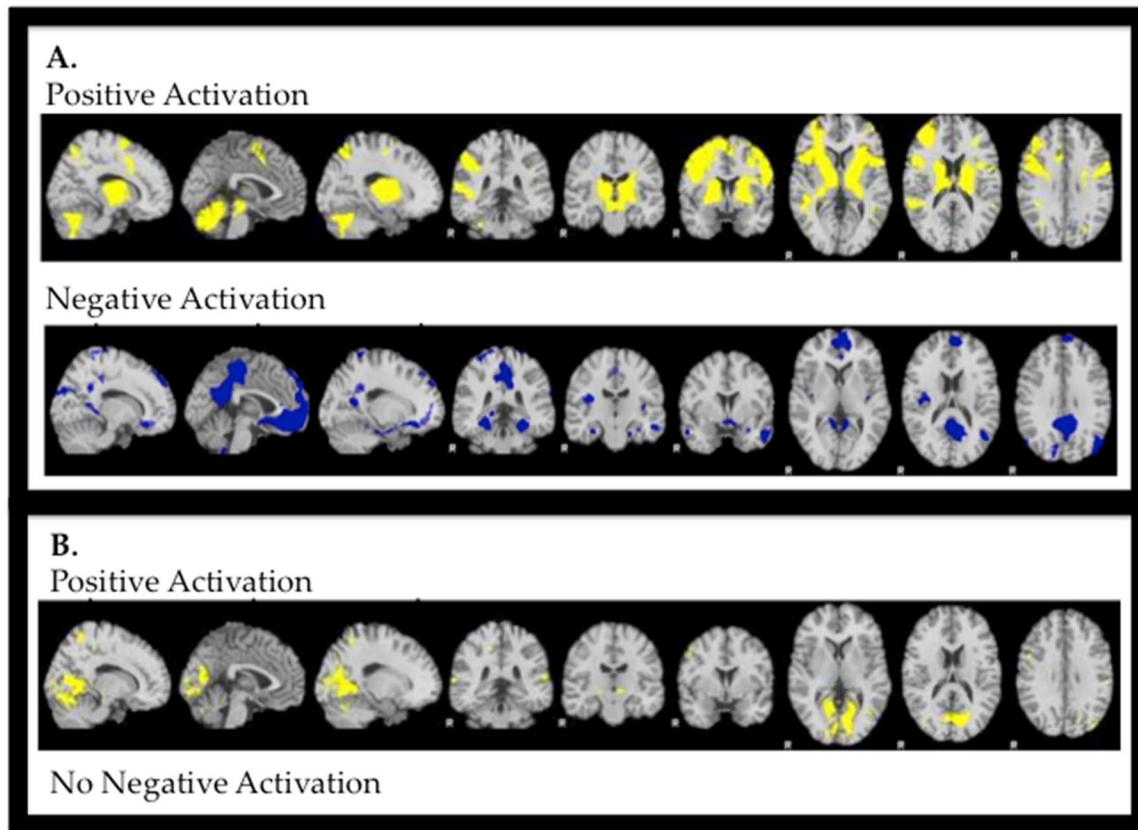 A.
Positive Activation
R R R R R R
Negative Activation
R R R R R R
B.
Positive Activation
R R R R R R
No Negative Activation